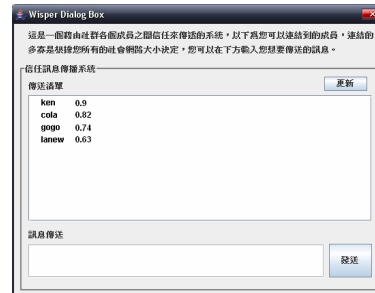 Wisper Dialog Box
這是一個藉由社群各個成員之間信任來傳遞的系統，以下為您可以連結到的成員，連結的
多寡是根據您所有的社會網路大小決定，您可以在下方輸入您想要傳送的訊息。
信任訊息傳播系統
傳送清單
更新
ken 0.9
cola 0.82
gogo 0.74
lanew 0.63
訊息傳送
發送